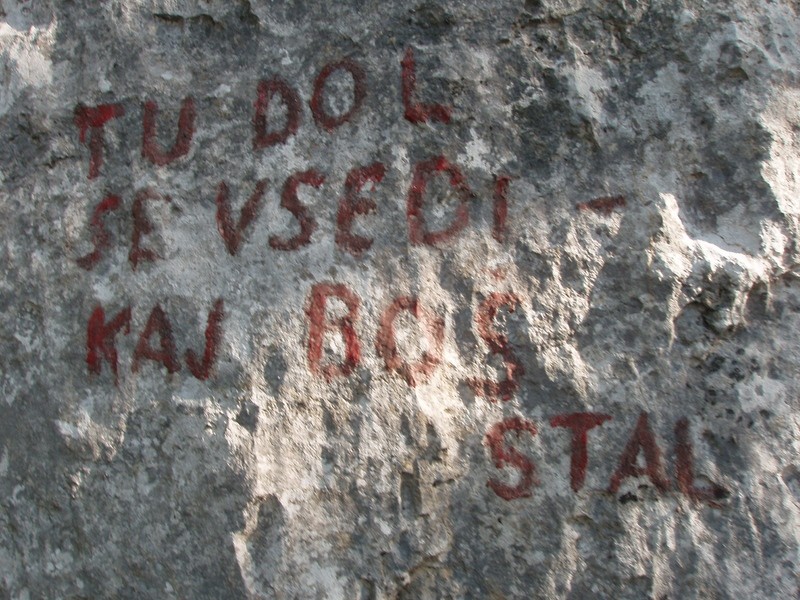 TU DOL
SE VSEDI -
KAJ BOŠ
STAL